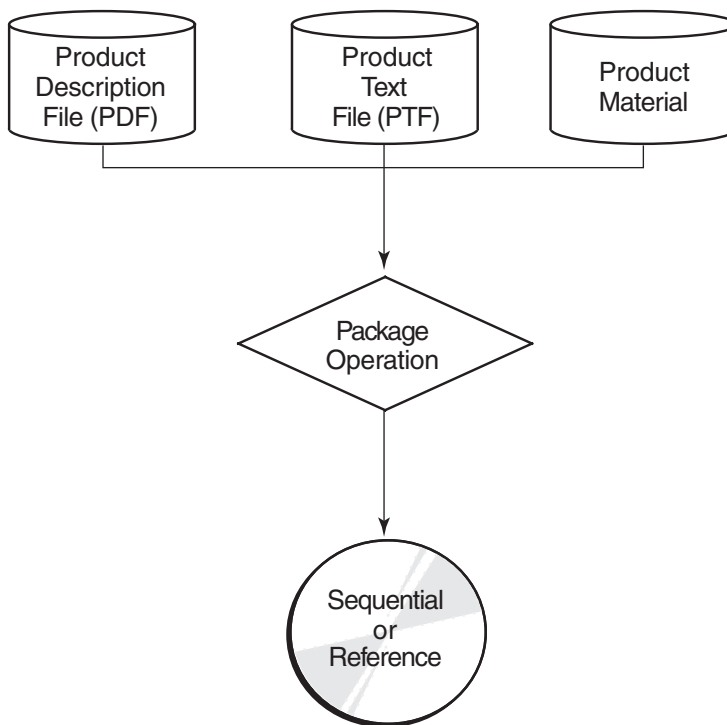 Product
Description
File (PDF)
Product
Text
File (PTF)
Product
Material
Package
Operation
Sequential
or
Reference